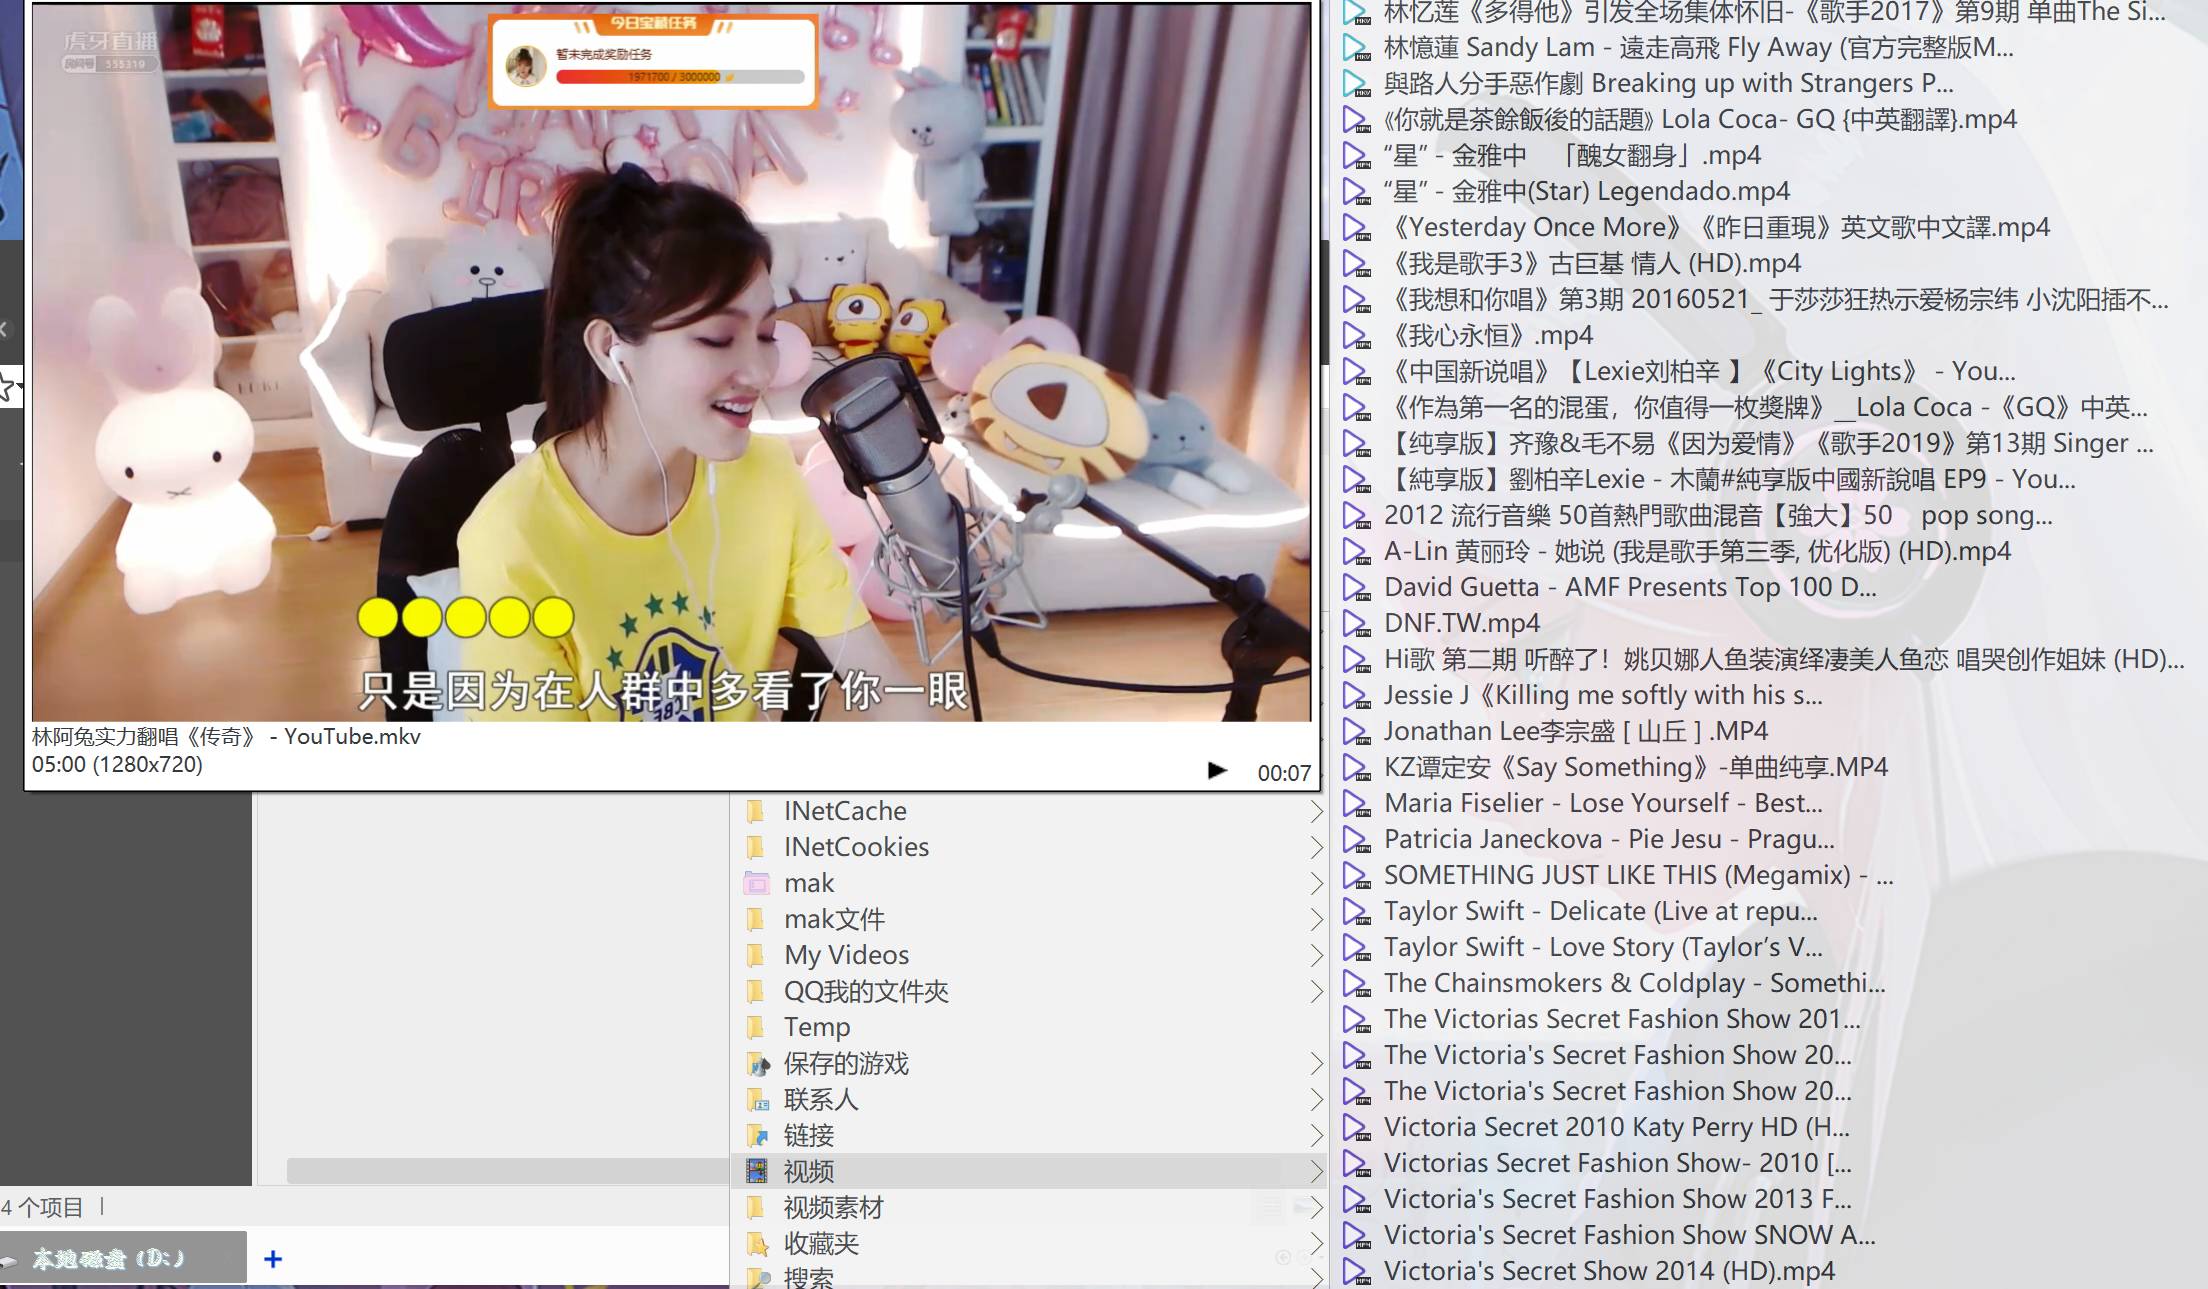 虎牙直播
房间号 555319
今日宝藏任务
暂未完成奖励任务
1971700 / 3000000
只是因为在人群中多看了你一眼
林阿兔实力翻唱《传奇》 - YouTube.mkv
05:00 (1280x720)
00:07
INetCache
INetCookies
mak
mak文件
My Videos
QQ我的文件夾
Temp
保存的游戏
联系人
链接
视频
视频素材
收藏夹
搜索
4 个项目
本地磁盘 (D:)
林忆莲《多得他》引发全场集体怀旧-《歌手2017》第9期 单曲The Si...
林憶蓮 Sandy Lam - 遠走高飛 Fly Away (官方完整版M...
與路人分手惡作劇 Breaking up with Strangers P...
《你就是茶餘飯後的話題》Lola Coca- GQ {中英翻譯}.mp4
“星” - 金雅中 「醜女翻身」.mp4
“星” - 金雅中(Star) Legendado.mp4
《Yesterday Once More》《昨日重現》英文歌中文譯.mp4
《我是歌手3》古巨基 情人 (HD).mp4
《我想和你唱》第3期 20160521_ 于莎莎狂热示爱杨宗纬 小沈阳插不...
《我心永恒》.mp4
《中国新说唱》【Lexie刘柏辛 】《City Lights》 - You...
《作為第一名的混蛋，你值得一枚獎牌》__Lola Coca -《GQ》中英...
【纯享版】齐豫&毛不易《因为爱情》《歌手2019》第13期 Singer ...
【純享版】劉柏辛Lexie - 木蘭#純享版中國新說唱 EP9 - You...
2012 流行音樂 50首熱門歌曲混音【強大】50 pop song...
A-Lin 黄丽玲 - 她说 (我是歌手第三季, 优化版) (HD).mp4
David Guetta - AMF Presents Top 100 D...
DNF.TW.mp4
Hi歌 第二期 听醉了！姚贝娜人鱼装演绎凄美人鱼恋 唱哭创作姐妹 (HD)...
Jessie J《Killing me softly with his s...
Jonathan Lee李宗盛 [ 山丘 ] .MP4
KZ谭定安《Say Something》-单曲纯享.MP4
Maria Fiselier - Lose Yourself - Best...
Patricia Janeckova - Pie Jesu - Pragu...
SOMETHING JUST LIKE THIS (Megamix) - ...
Taylor Swift - Delicate (Live at repu...
Taylor Swift - Love Story (Taylor’s V...
The Chainsmokers & Coldplay - Somethi...
The Victorias Secret Fashion Show 201...
The Victoria's Secret Fashion Show 20...
The Victoria's Secret Fashion Show 20...
Victoria Secret 2010 Katy Perry HD (H...
Victorias Secret Fashion Show- 2010 [...
Victoria's Secret Fashion Show 2013 F...
Victoria's Secret Fashion Show SNOW A...
Victoria's Secret Show 2014 (HD).mp4